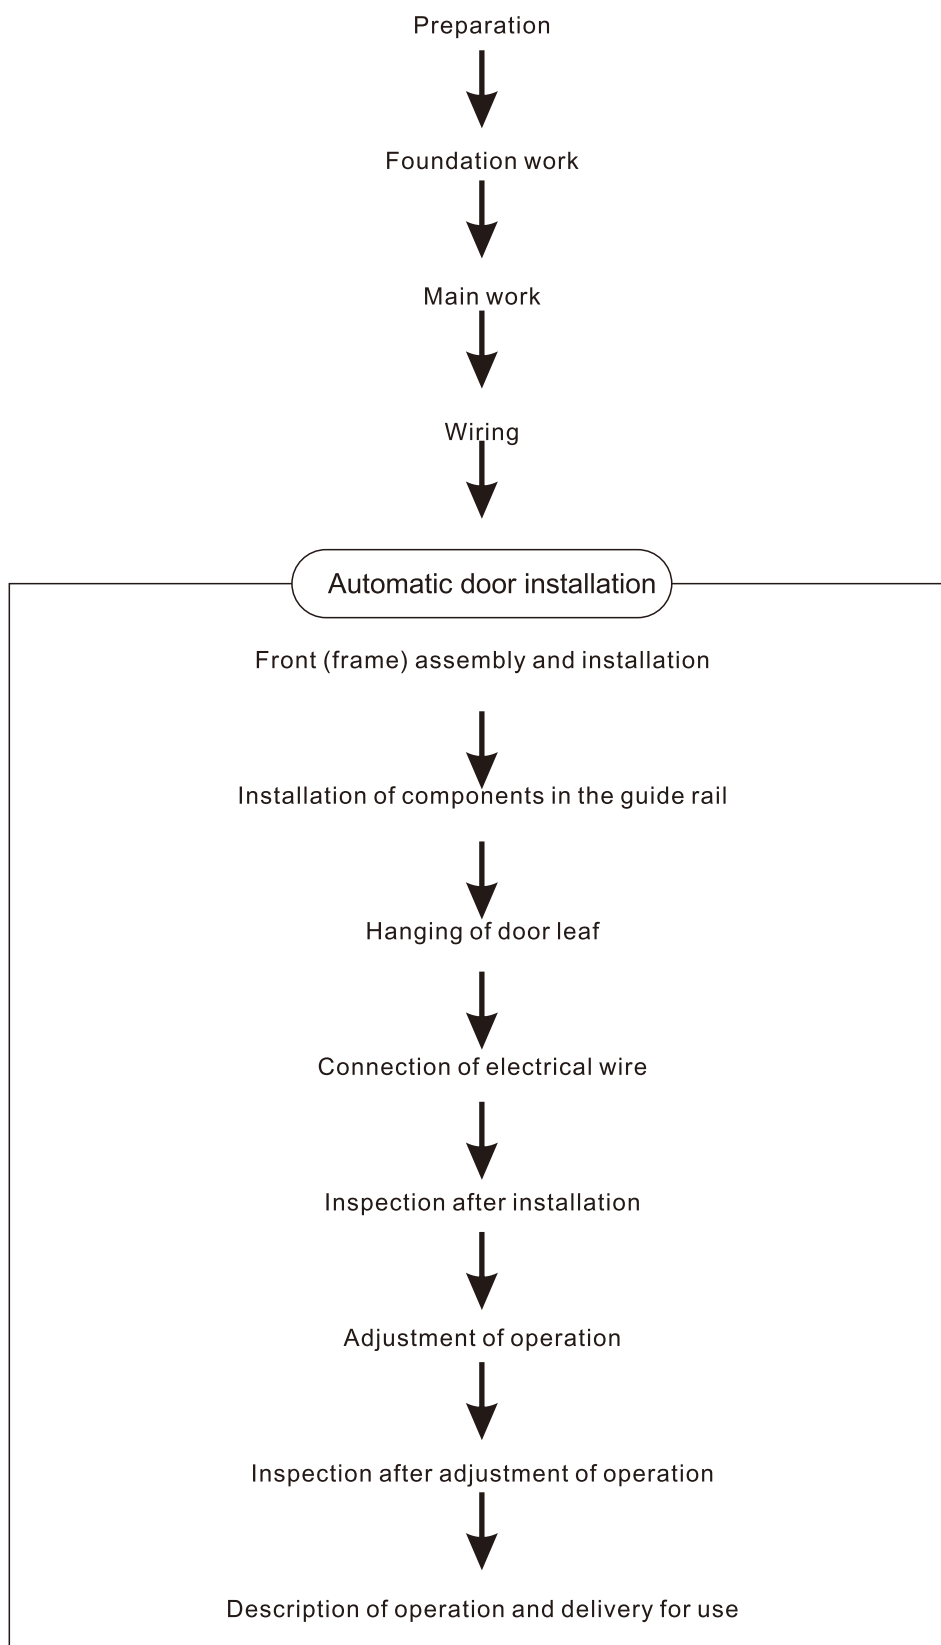 Preparation
Foundation work
Main work
Wiring
Automatic door installation
Front (frame) assembly and installation
Installation of components in the guide rail
Hanging of door leaf
Connection of electrical wire
Inspection after installation
Adjustment of operation
Inspection after adjustment of operation
Description of operation and delivery for use